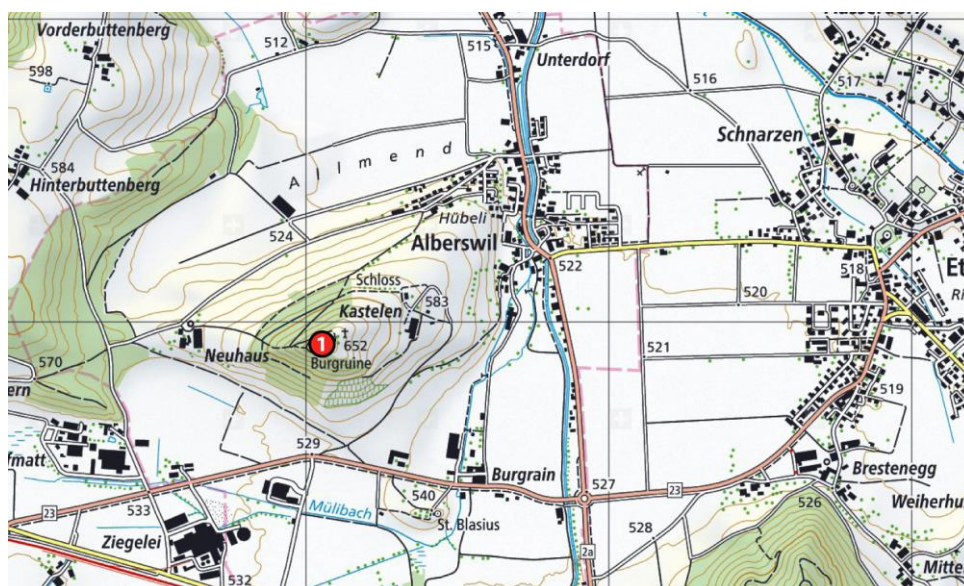 Vorderbuttenberg
512
515
Unterdorf
598
516
517
Schnarzen
584
Hinterbuttenberg
Allmend
Hübeli
524
Alberswil
522
518
Et
Ri
Schloss
583
520
Kastelen
1
652
Neuhaus
Burgruine
521
570
ern
519
529
fmatt
Burgrain
Brestenegg
540
527
23
526
Weiherhu
23
533
Mülibach
St. Blasius
528
Ziegelei
2a
Mitte
532